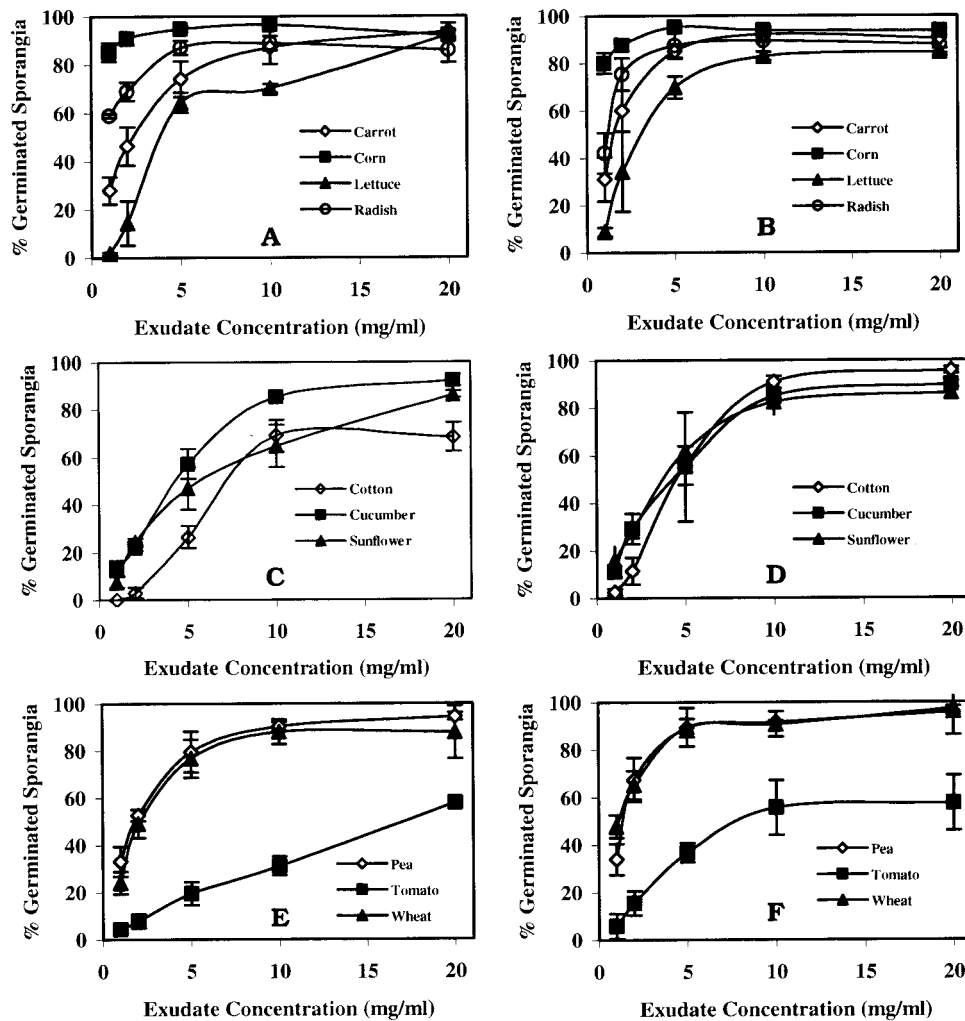 % Germinated Sporangia
100
80
60
40
20
0
Carrot
Corn
Lettuce
Radish
A
0 5 10 15 20
Exudate Concentration (mg/ml)
% Germinated Sporangia
100
80
60
40
20
0
Carrot
Corn
Lettuce
Radish
B
0 5 10 15 20
Exudate Concentration (mg/ml)
% Germinated Sporangia
100
80
60
40
20
0
Cotton
Cucumber
Sunflower
C
0 5 10 15 20
Exudate Concentration (mg/ml)
% Germinated Sporangia
100
80
60
40
20
0
Cotton
Cucumber
Sunflower
D
0 5 10 15 20
Exudate Concentration (mg/ml)
% Germinated Sporangia
100
80
60
40
20
0
Pea
Tomato
Wheat
E
0 5 10 15 20
Exudate Concentration (mg/ml)
% Germinated Sporangia
100
80
60
40
20
0
Pea
Tomato
Wheat
F
0 5 10 15 20
Exudate Concentration (mg/ml)